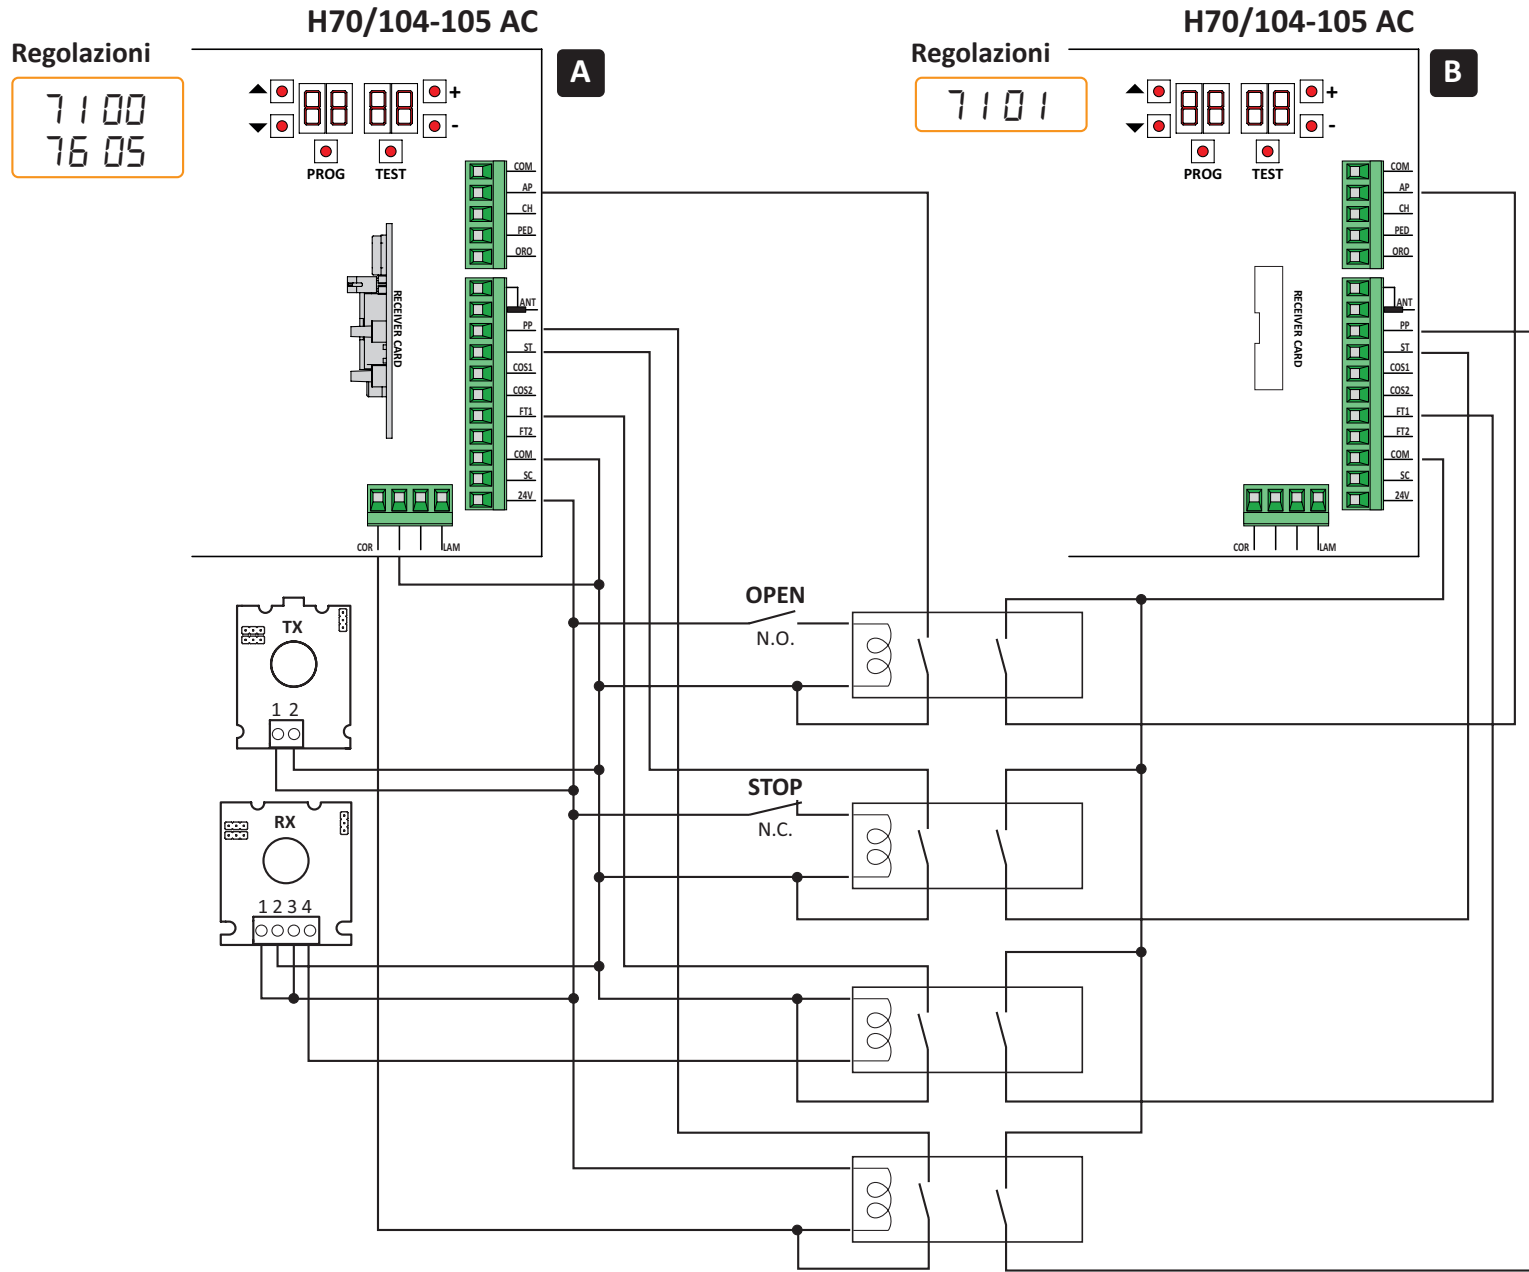 H70/104-105 AC
Regolazioni
71 00
76 05
A
+
-
PROG
TEST
COM
AP
CH
PED
ORO
ANT
PP
ST
COS1
COS2
FT1
FT2
COM
SC
24V
RECEIVER CARD
COR
LAM
H70/104-105 AC
Regolazioni
71 01
B
+
-
PROG
TEST
COM
AP
CH
PED
ORO
ANT
PP
ST
COS1
COS2
FT1
FT2
COM
SC
24V
RECEIVER CARD
COR
LAM
TX
1 2
RX
1 2 3 4
OPEN
N.O.
STOP
N.C.